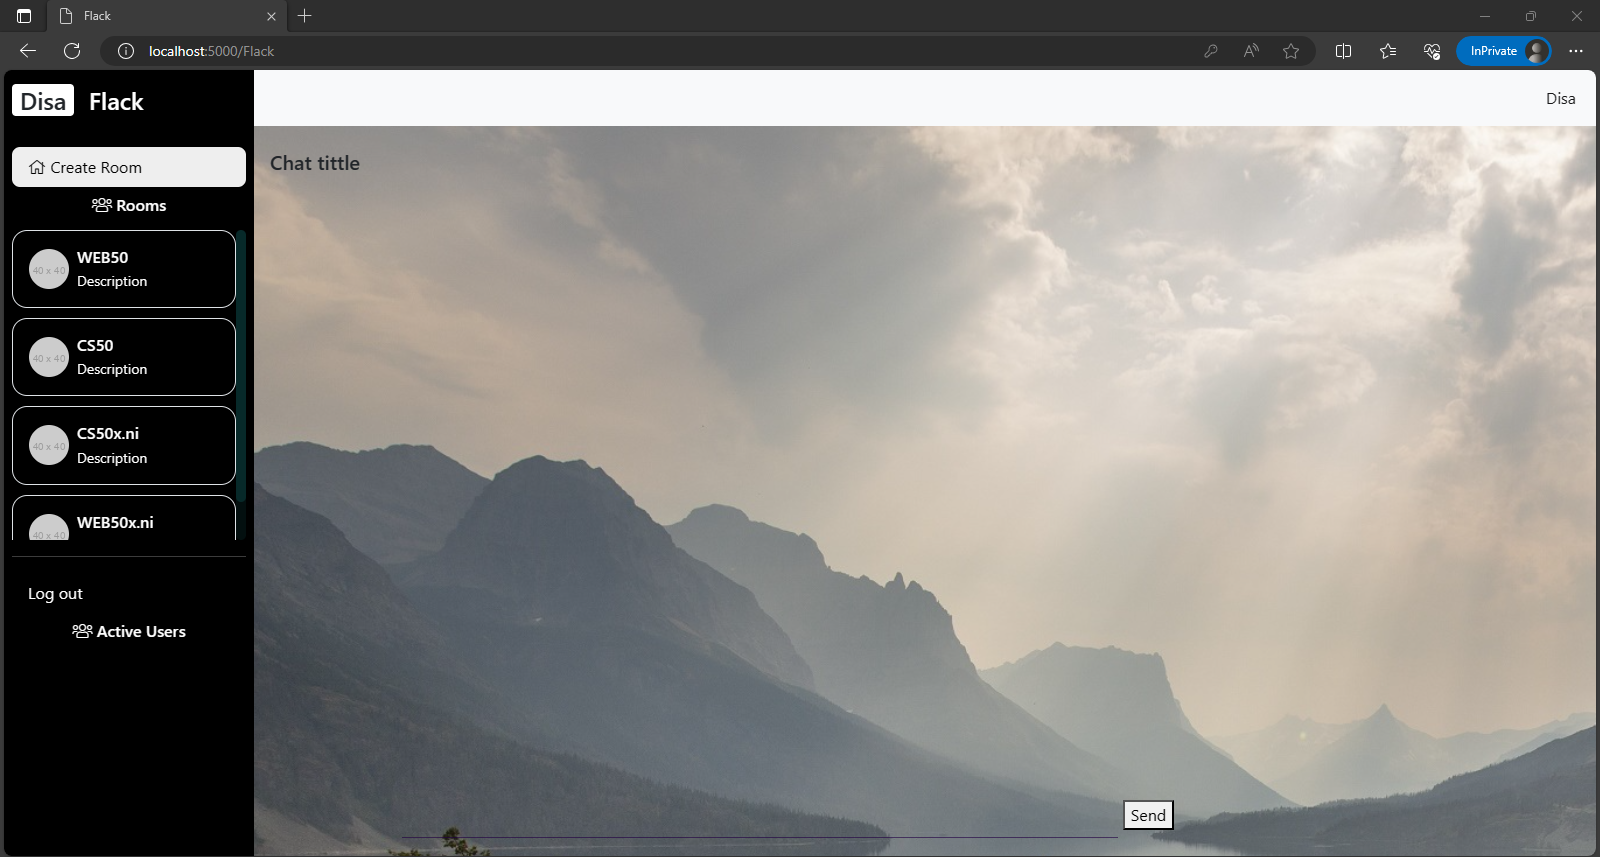 Flack
localhost:5000/Flack
InPrivate
Disa Flack
Disa
Create Room
Rooms
40 x 40
WEB50
Description
40 x 40
CS50
Description
40 x 40
CS50x.ni
Description
40 x 40
WEB50x.ni
Log out
Active Users
Chat tittle
Send